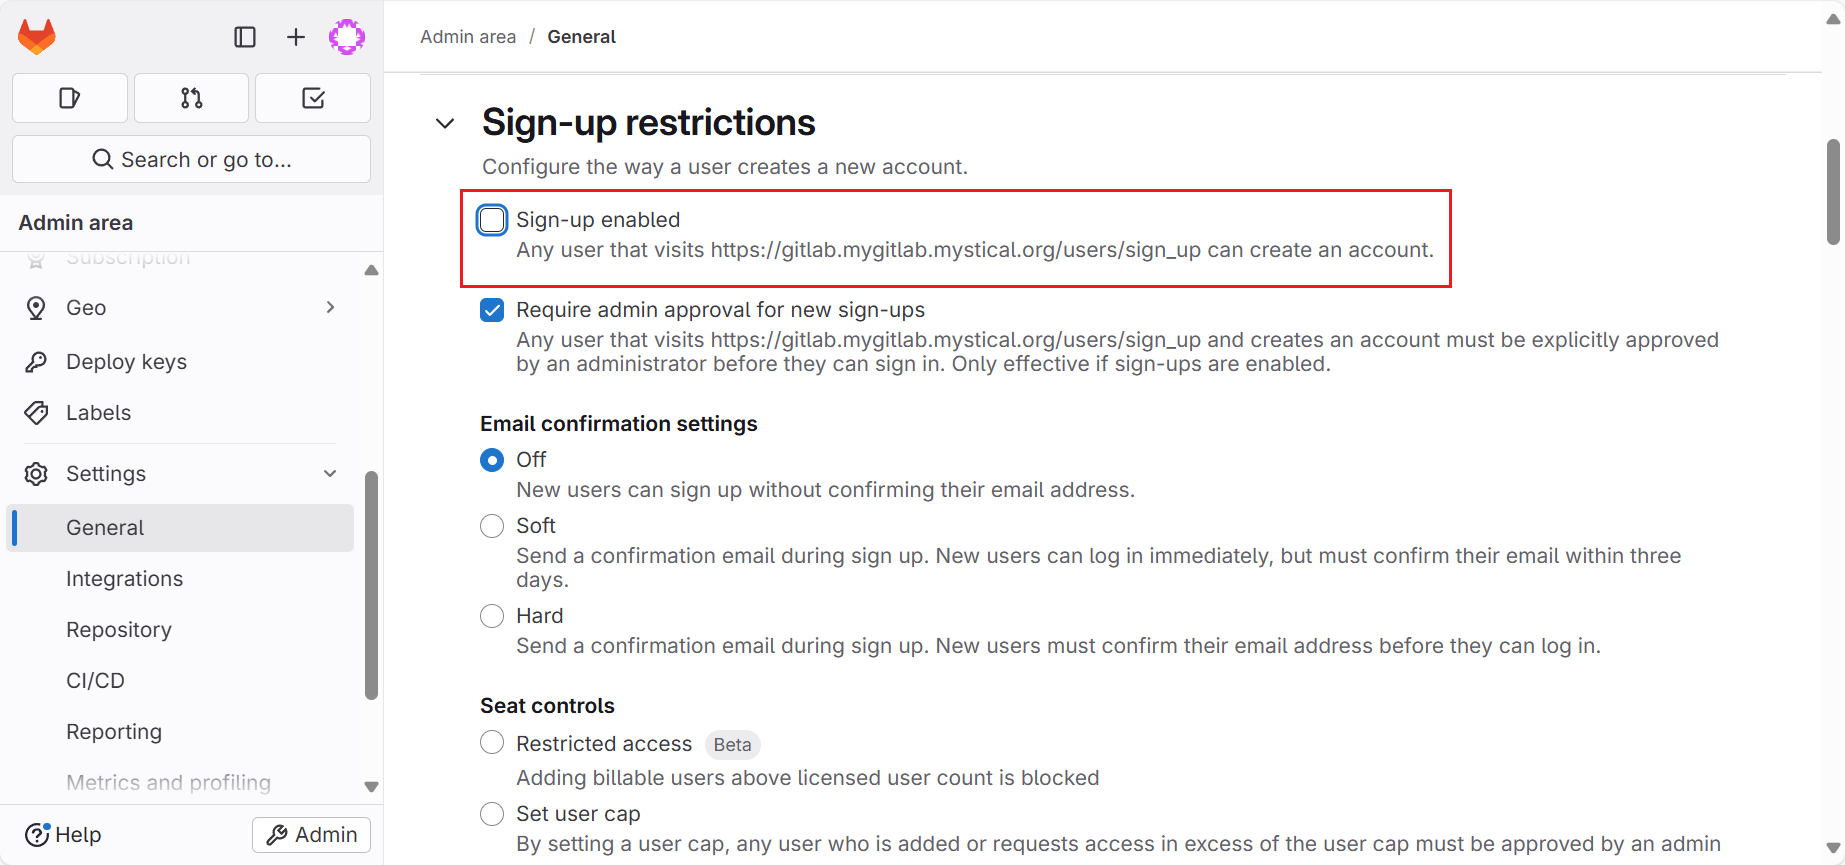 Admin area / General
Search or go to...
Admin area
Subscription
Geo
Deploy keys
Labels
Settings
General
Integrations
Repository
CI/CD
Reporting
Metrics and profiling
Help
Admin
Sign-up restrictions
Configure the way a user creates a new account.
Sign-up enabled
Any user that visits https://gitlab.mygitlab.mystical.org/users/sign_up can create an account.
Require admin approval for new sign-ups
Any user that visits https://gitlab.mygitlab.mystical.org/users/sign_up and creates an account must be explicitly approved
by an administrator before they can sign in. Only effective if sign-ups are enabled.
Email confirmation settings
Off
New users can sign up without confirming their email address.
Soft
Send a confirmation email during sign up. New users can log in immediately, but must confirm their email within three
days.
Hard
Send a confirmation email during sign up. New users must confirm their email address before they can log in.
Seat controls
Restricted access Beta
Adding billable users above licensed user count is blocked
Set user cap
By setting a user cap, any user who is added or requests access in excess of the user cap must be approved by an admin